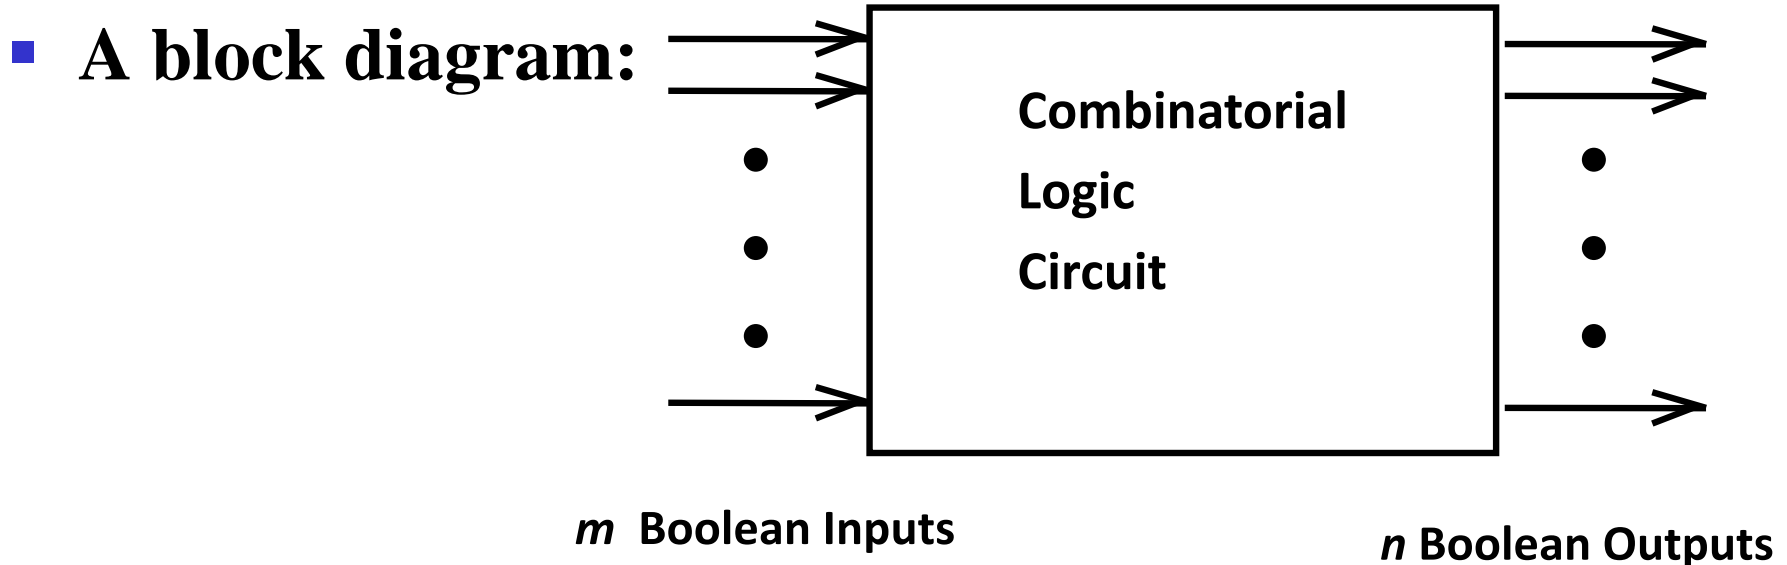 A block diagram:
Combinatorial
Logic
Circuit
m Boolean Inputs
n Boolean Outputs